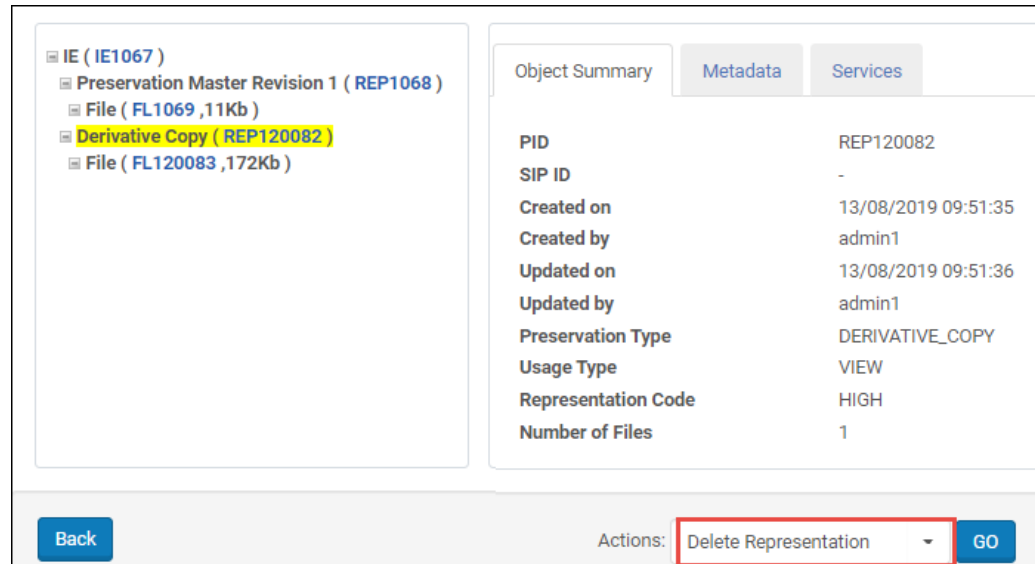 IE ( IE1067 )
Preservation Master Revision 1 ( REP1068 )
File ( FL1069 ,11Kb )
Derivative Copy ( REP120082 )
File ( FL120083 ,172Kb )
Object Summary Metadata Services
PID REP120082
SIP ID -
Created on 13/08/2019 09:51:35
Created by admin1
Updated on 13/08/2019 09:51:36
Updated by admin1
Preservation Type DERIVATIVE_COPY
Usage Type VIEW
Representation Code HIGH
Number of Files 1
Back Actions: Delete Representation GO